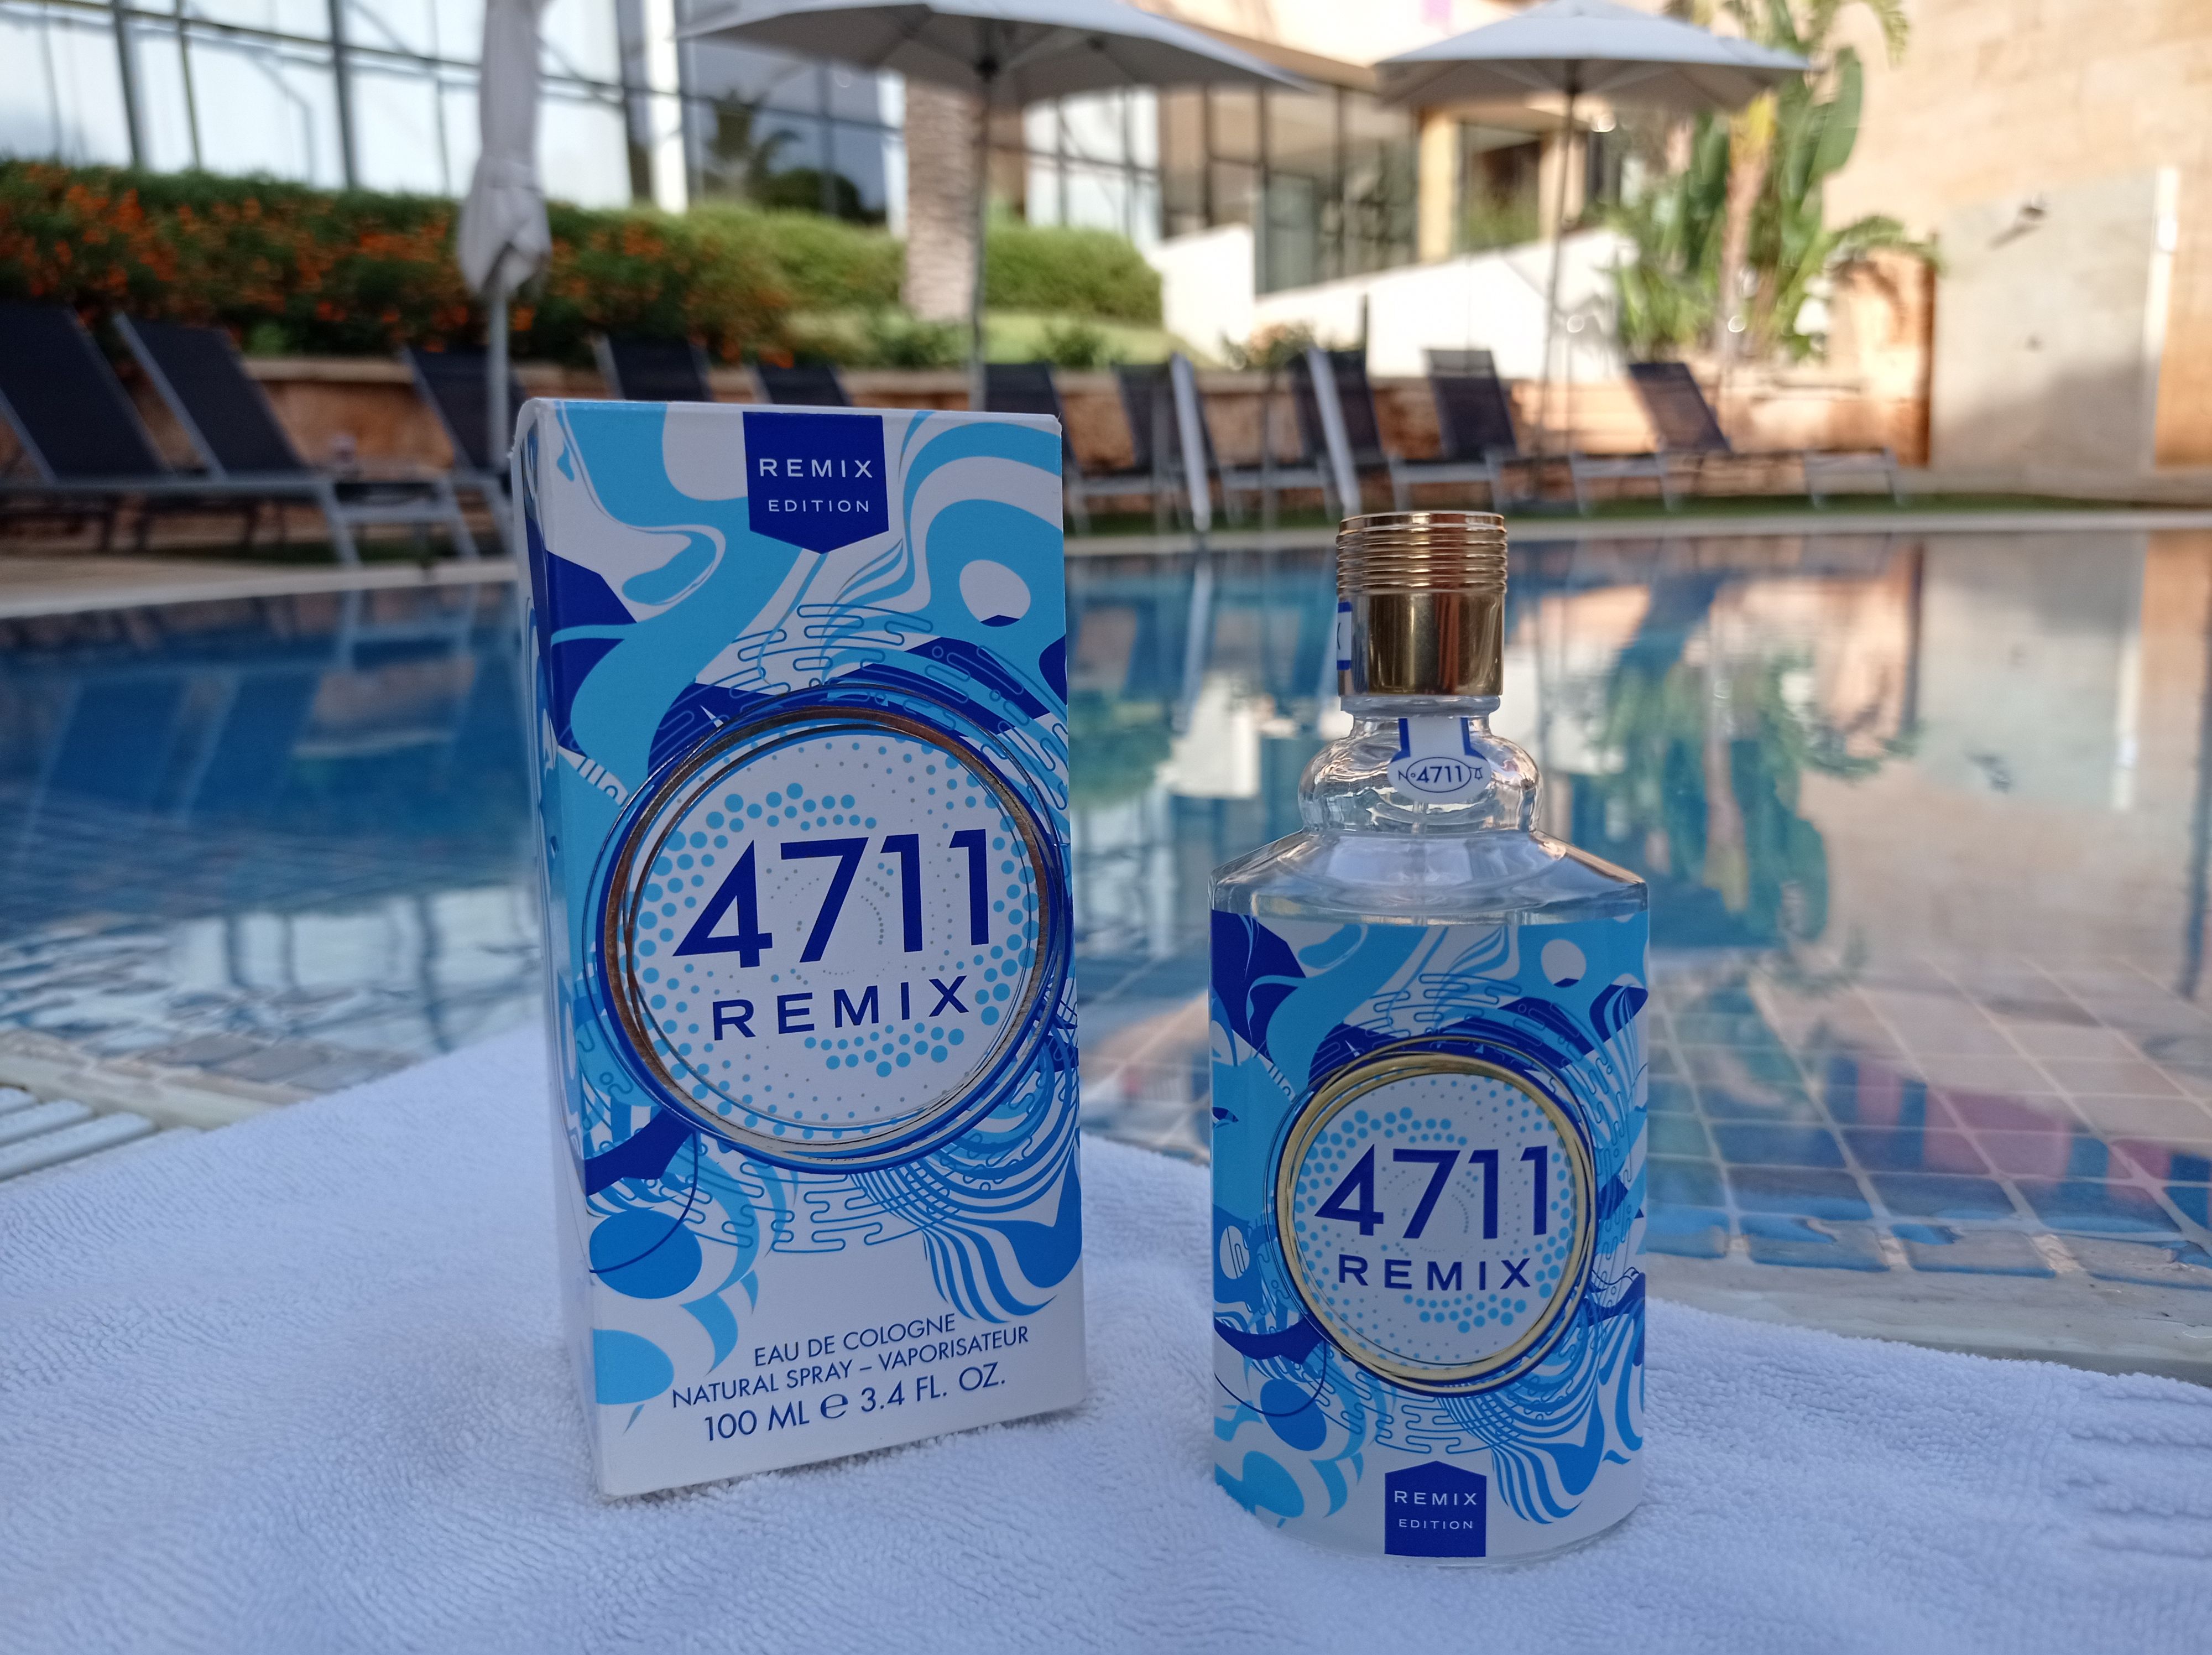 REMIX
EDITION
4711
REMIX
EAU DE COLOGNE
NATURAL SPRAY – VAPORISATEUR
100 ML ℮ 3.4 FL. OZ.
Nº4711
4711
REMIX
REMIX
EDITION